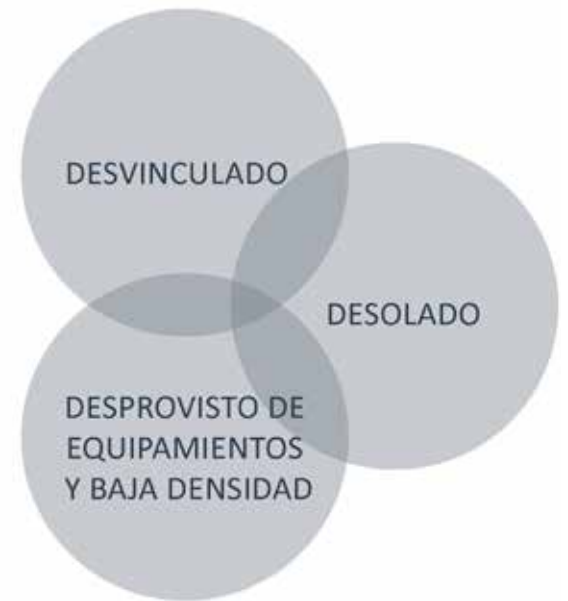 DESVINCULADO
DESOLADO
DESPROVISTO DE
EQUIPAMIENTOS
Y BAJA DENSIDAD